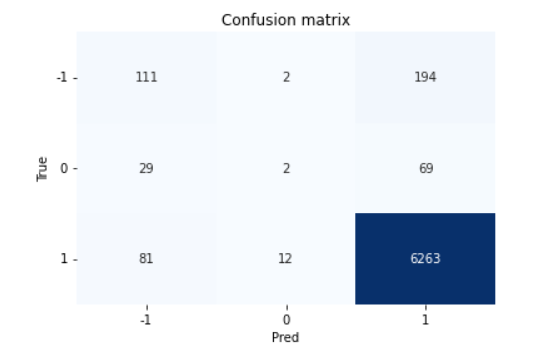 Confusion matrix
-1 111 2 194
True
0 29 2 69
1 81 12 6263
-1 0 1
Pred